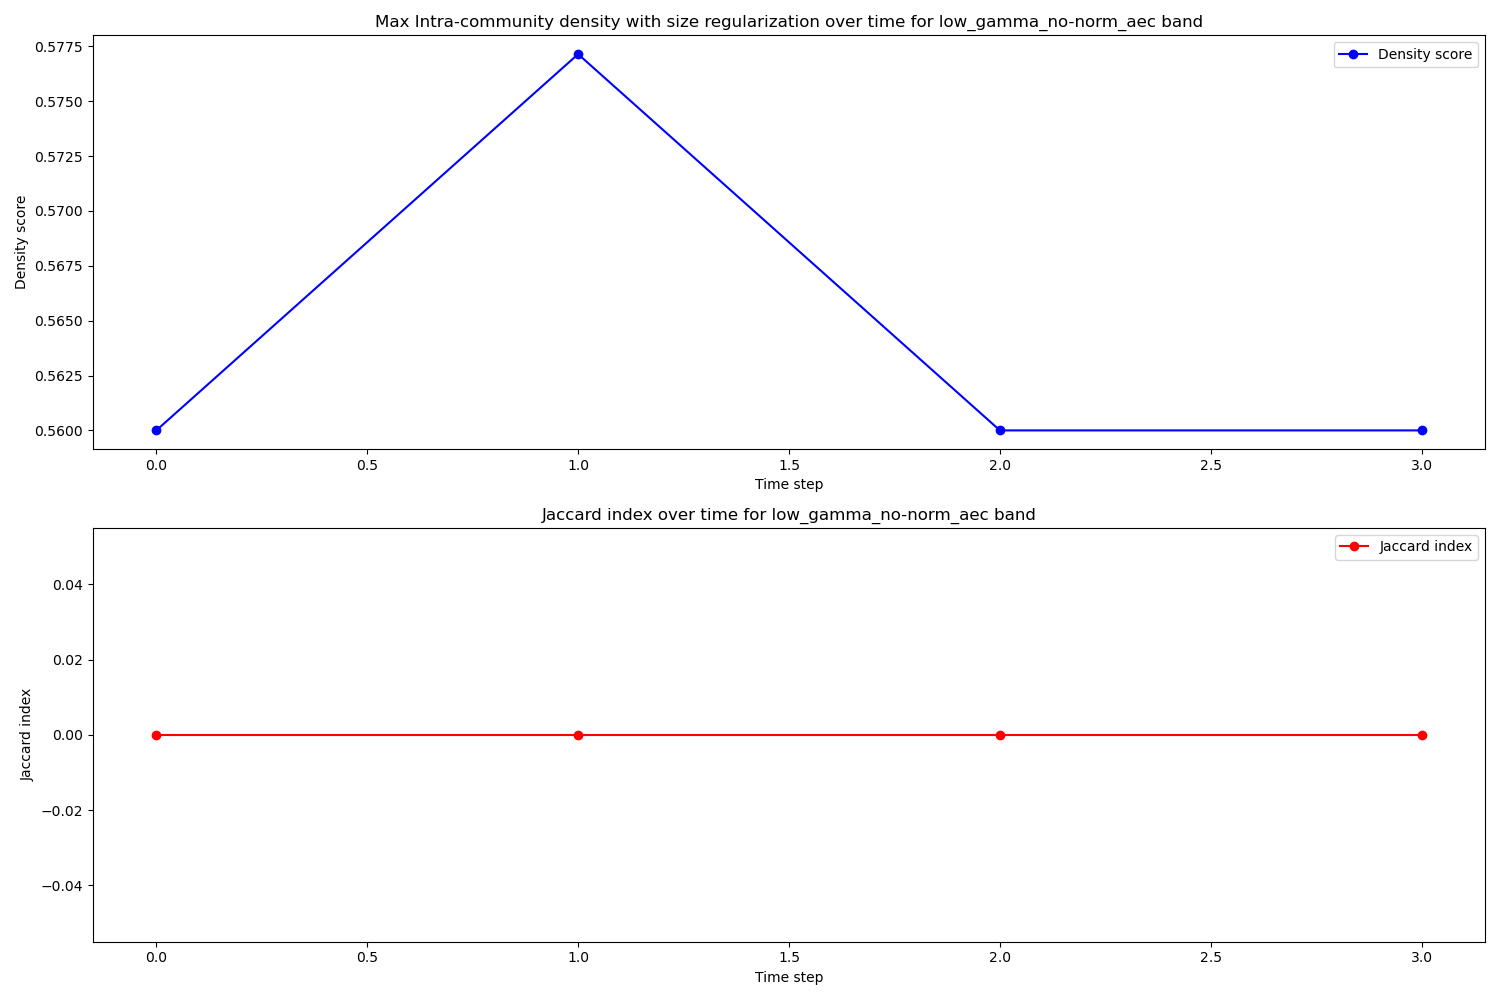 Max Intra-community density with size regularization over time for low_gamma_no-norm_aec band
Density score
0.5775
0.5750
0.5725
0.5700
0.5675
0.5650
0.5625
0.5600
Density score
0.0 0.5 1.0 1.5 2.0 2.5 3.0
Time step
Jaccard index over time for low_gamma_no-norm_aec band
Jaccard index
0.04
0.02
0.00
−0.02
−0.04
Jaccard index
0.0 0.5 1.0 1.5 2.0 2.5 3.0
Time step